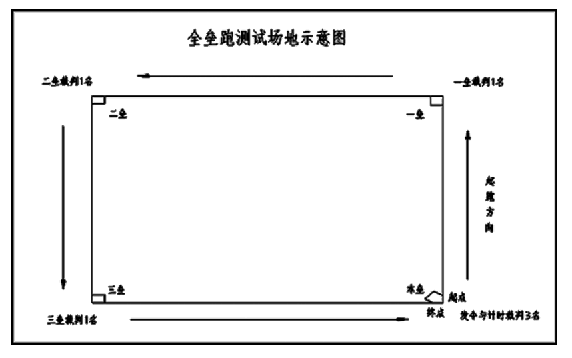 全垒跑测试场地示意图
二垒裁判1名
一垒裁判1名
二垒
一垒
起跑方向
三垒
本垒
起点
三垒裁判1名
终点
发令与计时裁判3名